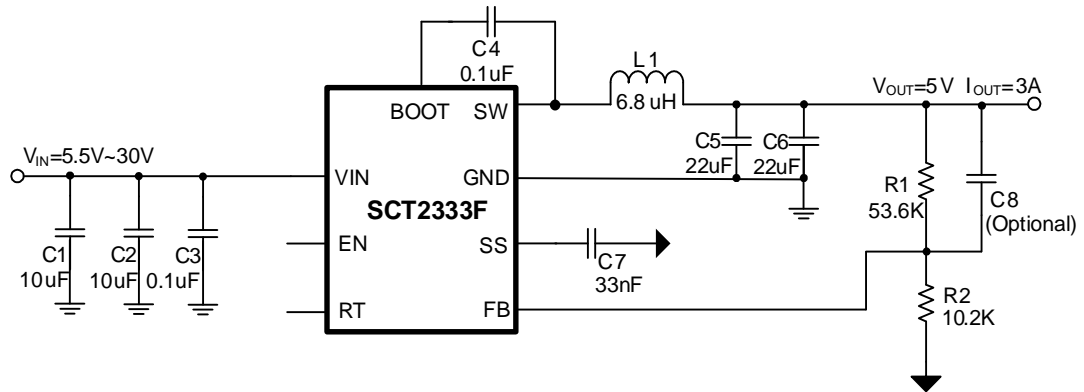 C4
0.1uF
L1
6.8 uH
VOUT=5V IOUT=3A
BOOT SW
C5
22uF
C6
22uF
VIN=5.5V~30V
VIN
GND
R1
53.6K
C8
(Optional)
SCT2333F
C1
10uF
C2
10uF
C3
0.1uF
EN
SS
C7
33nF
RT
FB
R2
10.2K